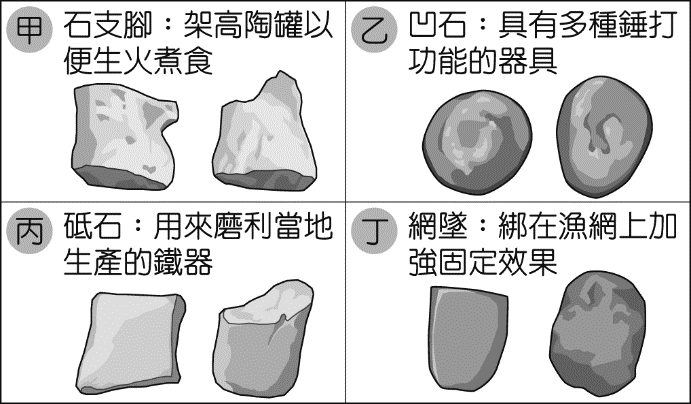 甲 石支腳：架高陶罐以
便生火煮食
乙 凹石：具有多種錘打
功能的器具
丙 砥石：用來磨利當地
生產的鐵器
丁 網墜：綁在漁網上加
強固定效果